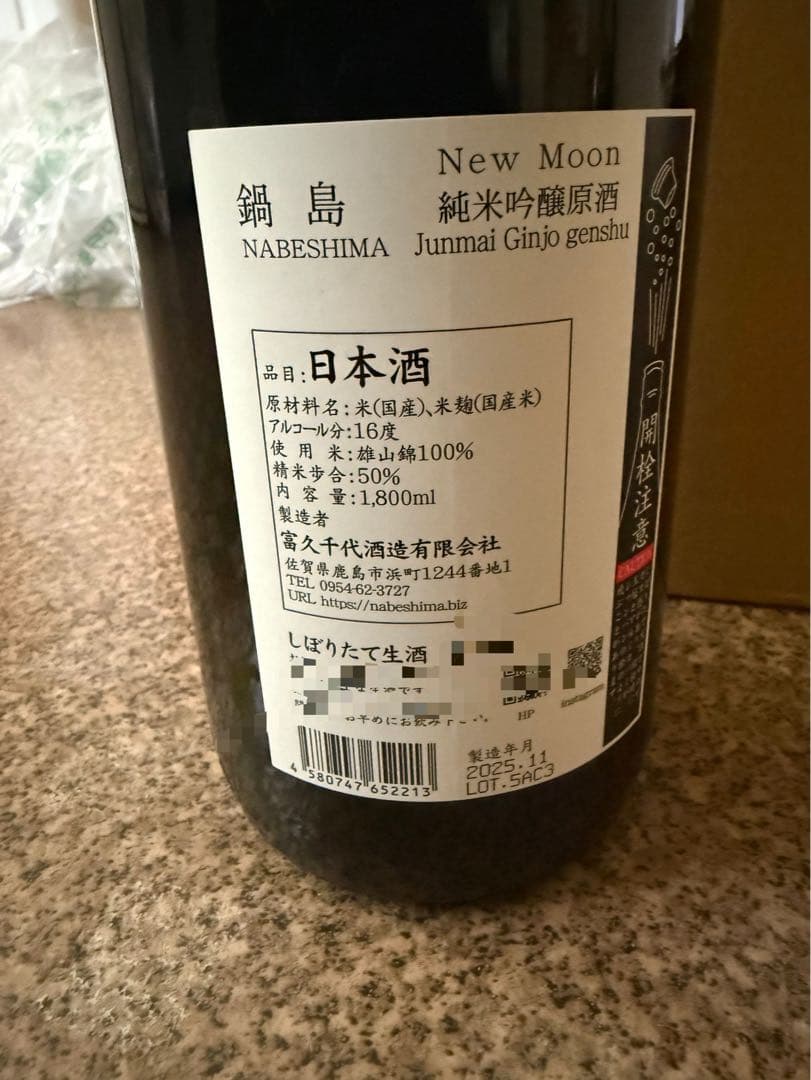 New Moon
鍋島 純米吟醸原酒
NABESHIMA Junmai Ginjo genshu
品目:日本酒
原材料名:米(国産)、米麹(国産米)
アルコール分:16度
使用米:雄山錦100%
精米歩合:50%
内容量:1,800ml
製造者
富久千代酒造有限会社
佐賀県鹿島市浜町1244番地1
TEL 0954-62-3727
URL https://nabeshima.biz
しぼりたて生酒
です
HP
instagram
4 580747 652213
製造年月
2025.11
LOT.5AC3
開栓注意